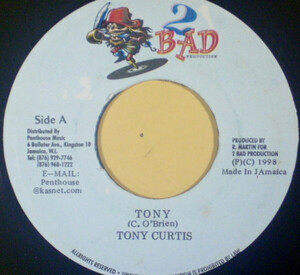 2
BAD
PRODUCTION
Side A
Distributed By
Penthouse Music
6 Ballater Ave., Kingston 10
Jamaica, W.I.
Tel: (876) 929-7746
(876) 968-1222
E-MAIL:
Penthouse
@kasnet.com
PRODUCED BY
R. MARTIN FOR
2 BAD PRODUCTION
(P)(C) 1998
Made In Jamaica
TONY
(C. O'BRIEN)
TONY CURTIS
ALL RIGHTS RESERVED
BY LAW